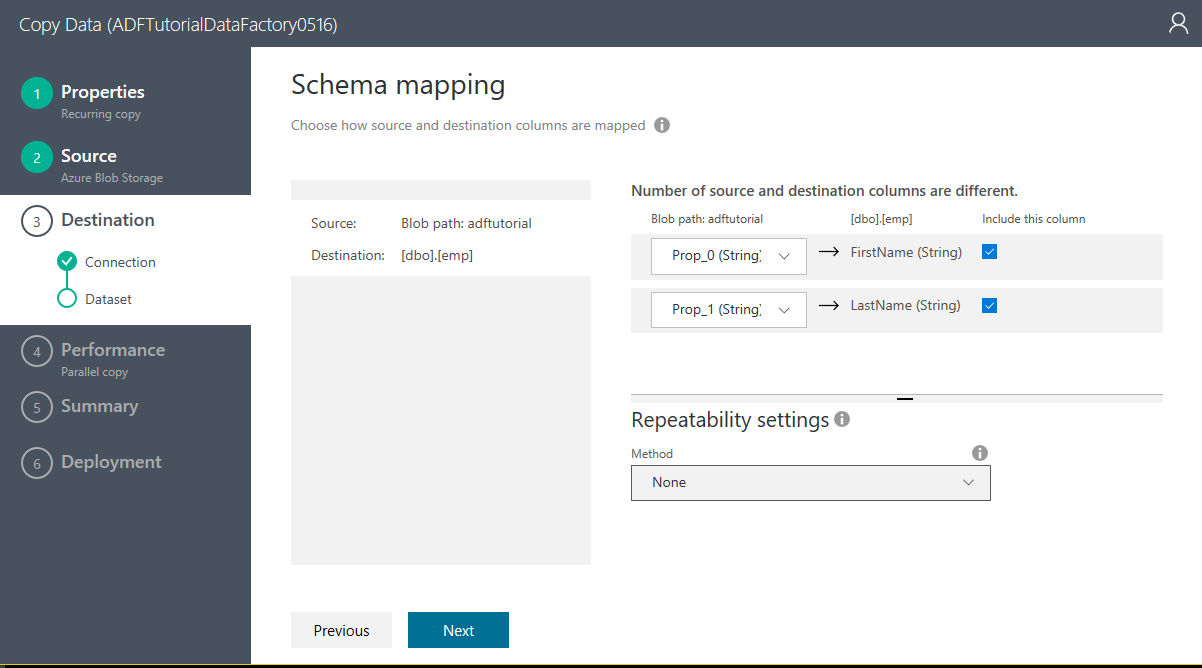 Copy Data (ADFTutorialDataFactory0516)
1 Properties
Recurring copy
2 Source
Azure Blob Storage
3 Destination
Connection
Dataset
4 Performance
Parallel copy
5 Summary
6 Deployment
Schema mapping
Choose how source and destination columns are mapped
Source: Blob path: adftutorial
Destination: [dbo].[emp]
Number of source and destination columns are different.
Blob path: adftutorial [dbo].[emp] Include this column
Prop_0 (String) → FirstName (String)
Prop_1 (String) → LastName (String)
Repeatability settings
Method
None
Previous Next